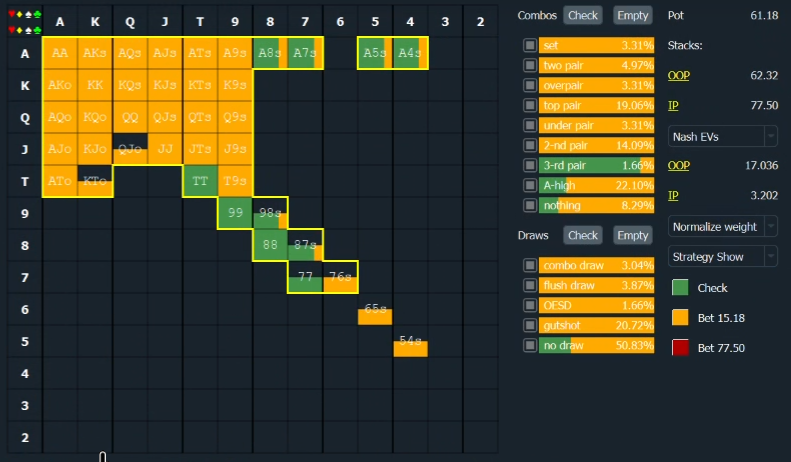 A K Q J T 9 8 7 6 5 4 3 2
A AA AKs AQs AJs ATs A9s A8s A7s A5s A4s
K AKo KK KQs KJs KTs K9s
Q AQo KQo QQ QJs QTs Q9s
J AJo KJo QJo JJ JTs J9s
T ATo KTo TT T9s
9 99 98s
8 88 87s
7 77 76s
6 65s
5 54s
4
3
2
Combos Check Empty
set 3.31%
two pair 4.97%
overpair 3.31%
top pair 19.06%
under pair 3.31%
2-nd pair 14.09%
3-rd pair 1.66%
A-high 22.10%
nothing 8.29%
Draws Check Empty
combo draw 3.04%
flush draw 3.87%
OESD 1.66%
gutshot 20.72%
no draw 50.83%
Pot 61.18
Stacks:
OOP 62.32
IP 77.50
Nash EVs
OOP 17.036
IP 3.202
Normalize weight
Strategy Show
Check
Bet 15.18
Bet 77.50